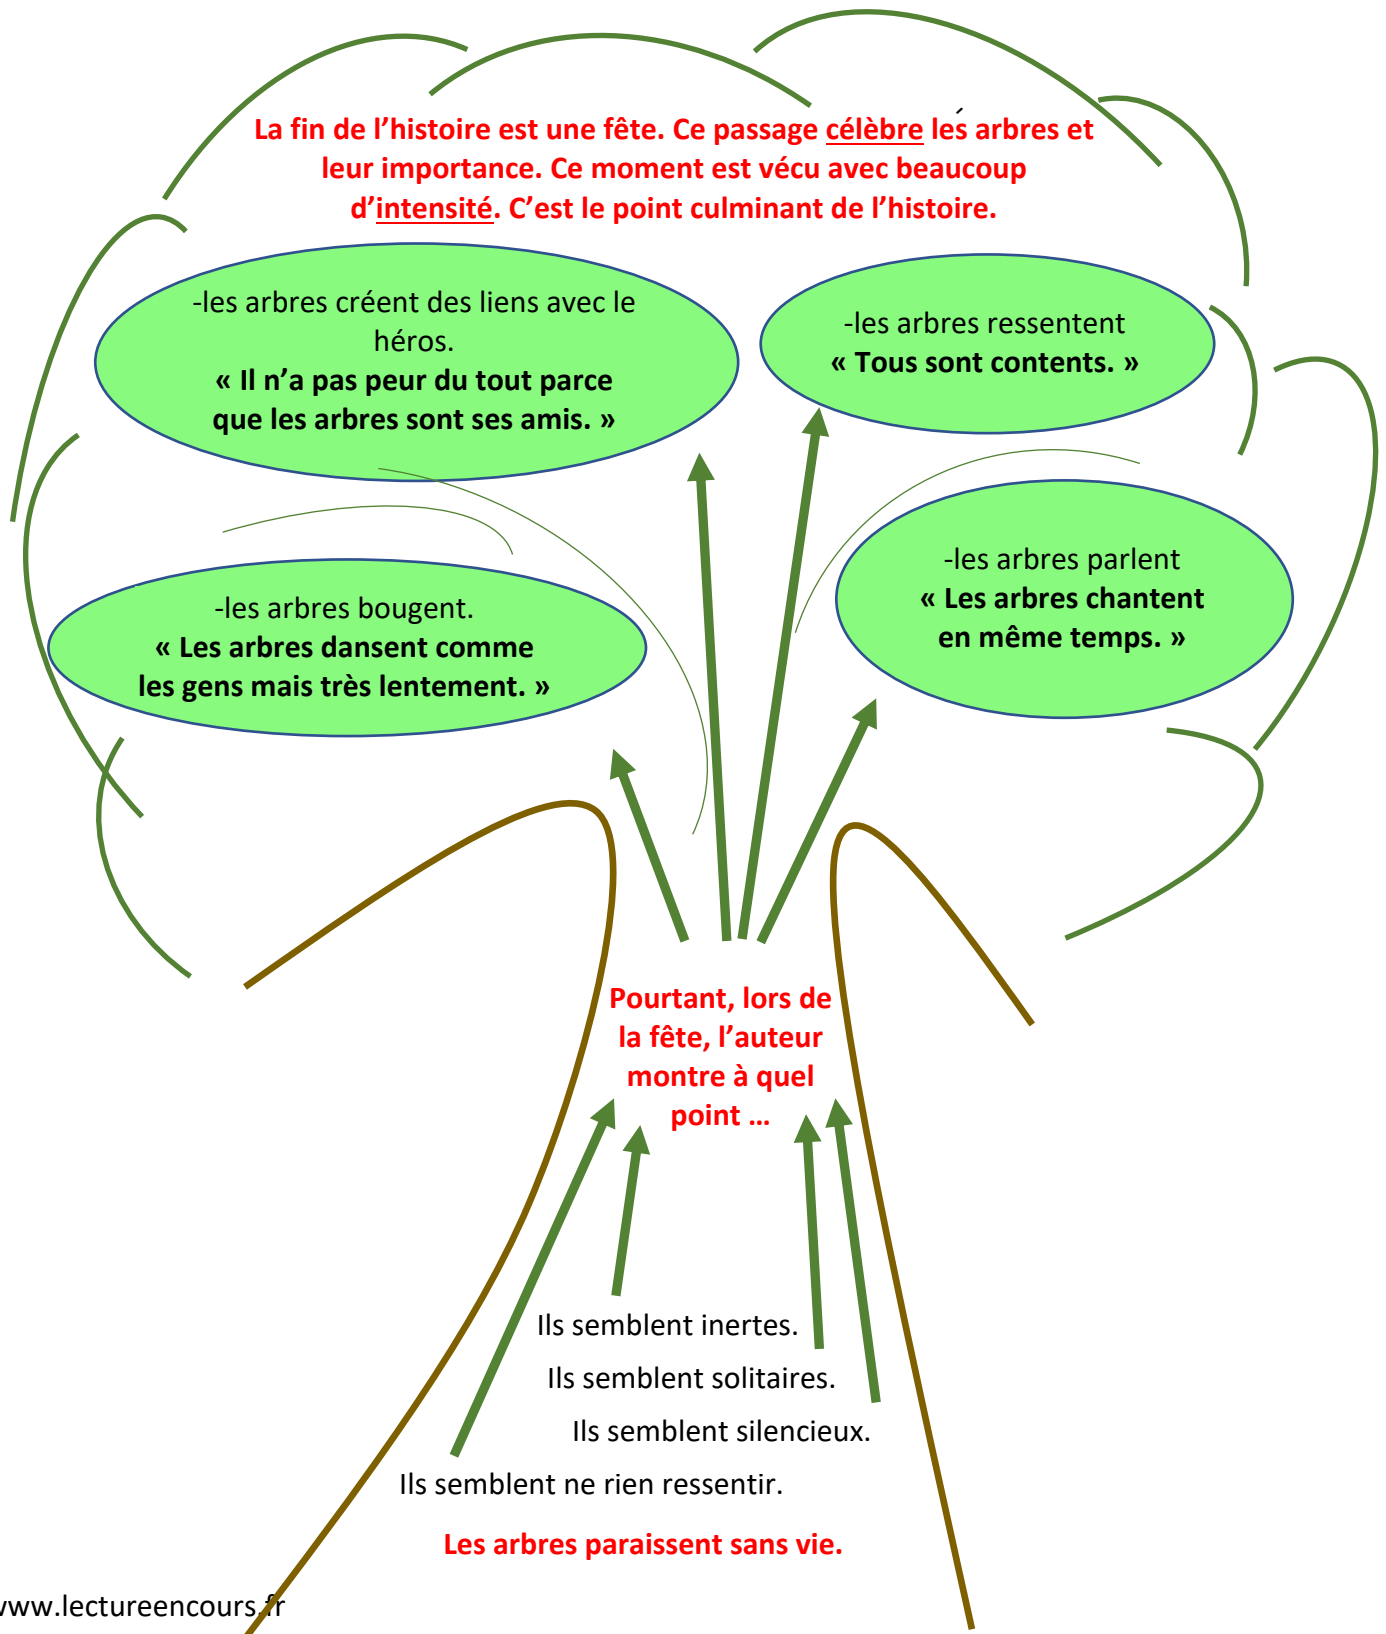 La fin de l’histoire est une fête. Ce passage célèbre les arbres et
leur importance. Ce moment est vécu avec beaucoup
d’intensité. C’est le point culminant de l’histoire.
-les arbres créent des liens avec le
héros.
« Il n'a pas peur du tout parce
que les arbres sont ses amis. »
-les arbres ressentent
« Tous sont contents. »
-les arbres bougent.
« Les arbres dansent comme
les gens mais très lentement. »
-les arbres parlent
« Les arbres chantent
en même temps. »
Pourtant, lors de
la fête, l’auteur
montre à quel
point …
Ils semblent inertes.
Ils semblent solitaires.
Ils semblent silencieux.
Ils semblent ne rien ressentir.
Les arbres paraissent sans vie.
www.lectureencours.fr